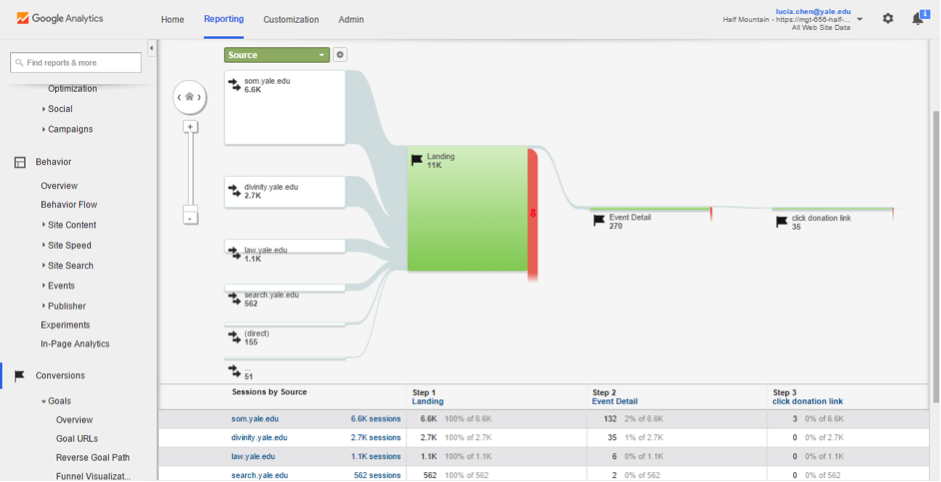 Google Analytics
Home Reporting Customization Admin
lucia.chen@yale.edu
Half Mountain - https://mgt-656-half-...
All Web Site Data
1
Find reports & more
Optimization
Social
Campaigns
Behavior
Overview
Behavior Flow
Site Content
Site Speed
Site Search
Events
Publisher
Experiments
In-Page Analytics
Conversions
Goals
Overview
Goal URLs
Reverse Goal Path
Funnel Visualizat...
Source
+
-
som.yale.edu
6.6K
divinity.yale.edu
2.7K
law.yale.edu
1.1K
search.yale.edu
562
(direct)
155
...
51
Landing
11K
Event Detail
270
click donation link
35
Sessions by Source Step 1 Step 2 Step 3
Landing Event Detail click donation link
som.yale.edu 6.6K sessions 6.6K 100% of 6.6K 132 2% of 6.6K 3 0% of 6.6K
divinity.yale.edu 2.7K sessions 2.7K 100% of 2.7K 35 1% of 2.7K 0 0% of 2.7K
law.yale.edu 1.1K sessions 1.1K 100% of 1.1K 6 0% of 1.1K 0 0% of 1.1K
search.yale.edu 562 sessions 562 100% of 562 2 0% of 562 0 0% of 562